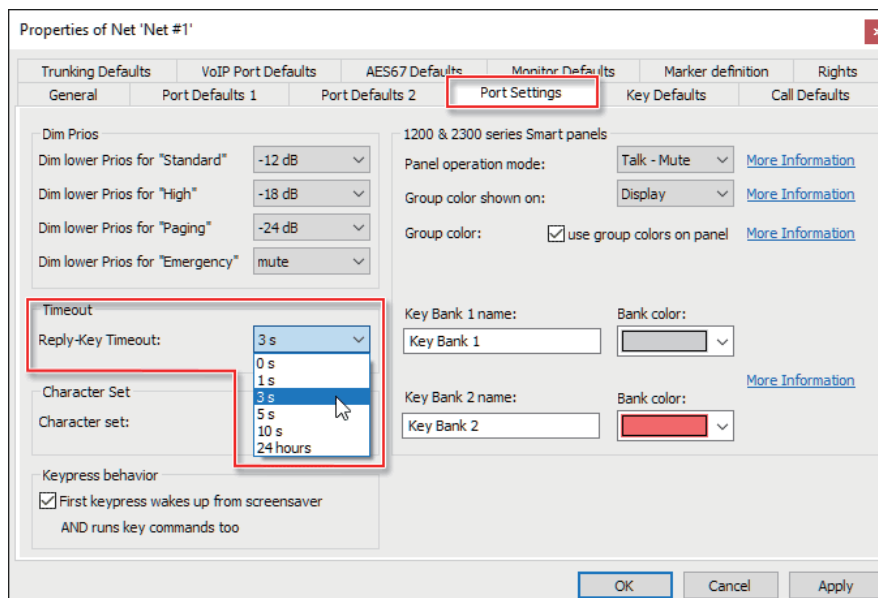 Properties of Net 'Net #1'
Trunking Defaults VoIP Port Defaults AES67 Defaults Monitor Defaults Marker definition Rights
General Port Defaults 1 Port Defaults 2 Port Settings Key Defaults Call Defaults
Dim Prios
Dim lower Prios for "Standard" -12 dB
Dim lower Prios for "High" -18 dB
Dim lower Prios for "Paging" -24 dB
Dim lower Prios for "Emergency" mute
Timeout
Reply-Key Timeout: 3 s
0 s
1 s
3 s
5 s
10 s
24 hours
Character Set
Character set:
Keypress behavior
First keypress wakes up from screensaver
AND runs key commands too
1200 & 2300 series Smart panels
Panel operation mode: Talk - Mute More Information
Group color shown on: Display More Information
Group color: use group colors on panel More Information
Key Bank 1 name: Bank color:
Key Bank 1
More Information
Key Bank 2 name: Bank color:
Key Bank 2
OK Cancel Apply